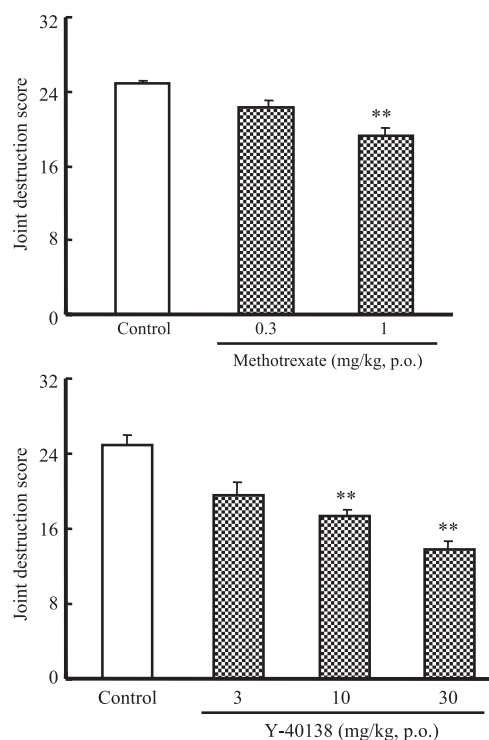 32
24
16
8
0
Joint destruction score
**
Control 0.3 1
Methotrexate (mg/kg, p.o.)
32
24
16
8
0
Joint destruction score
**
**
Control 3 10 30
Y-40138 (mg/kg, p.o.)